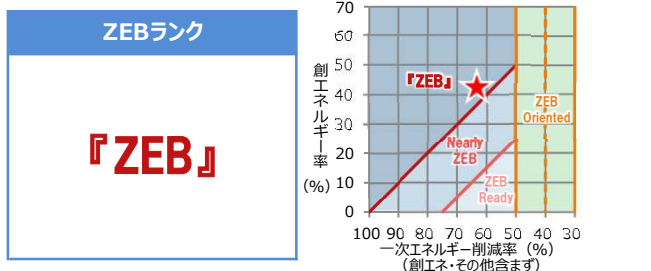 ZEBランク
『ZEB』
創エネルギー率
(%)
70
60
50
40
30
20
10
0
『ZEB』
Nearly
ZEB
ZEB
Ready
ZEB
Oriented
100 90 80 70 60 50 40 30
一次エネルギー削減率（%）
（創エネ・その他含まず）